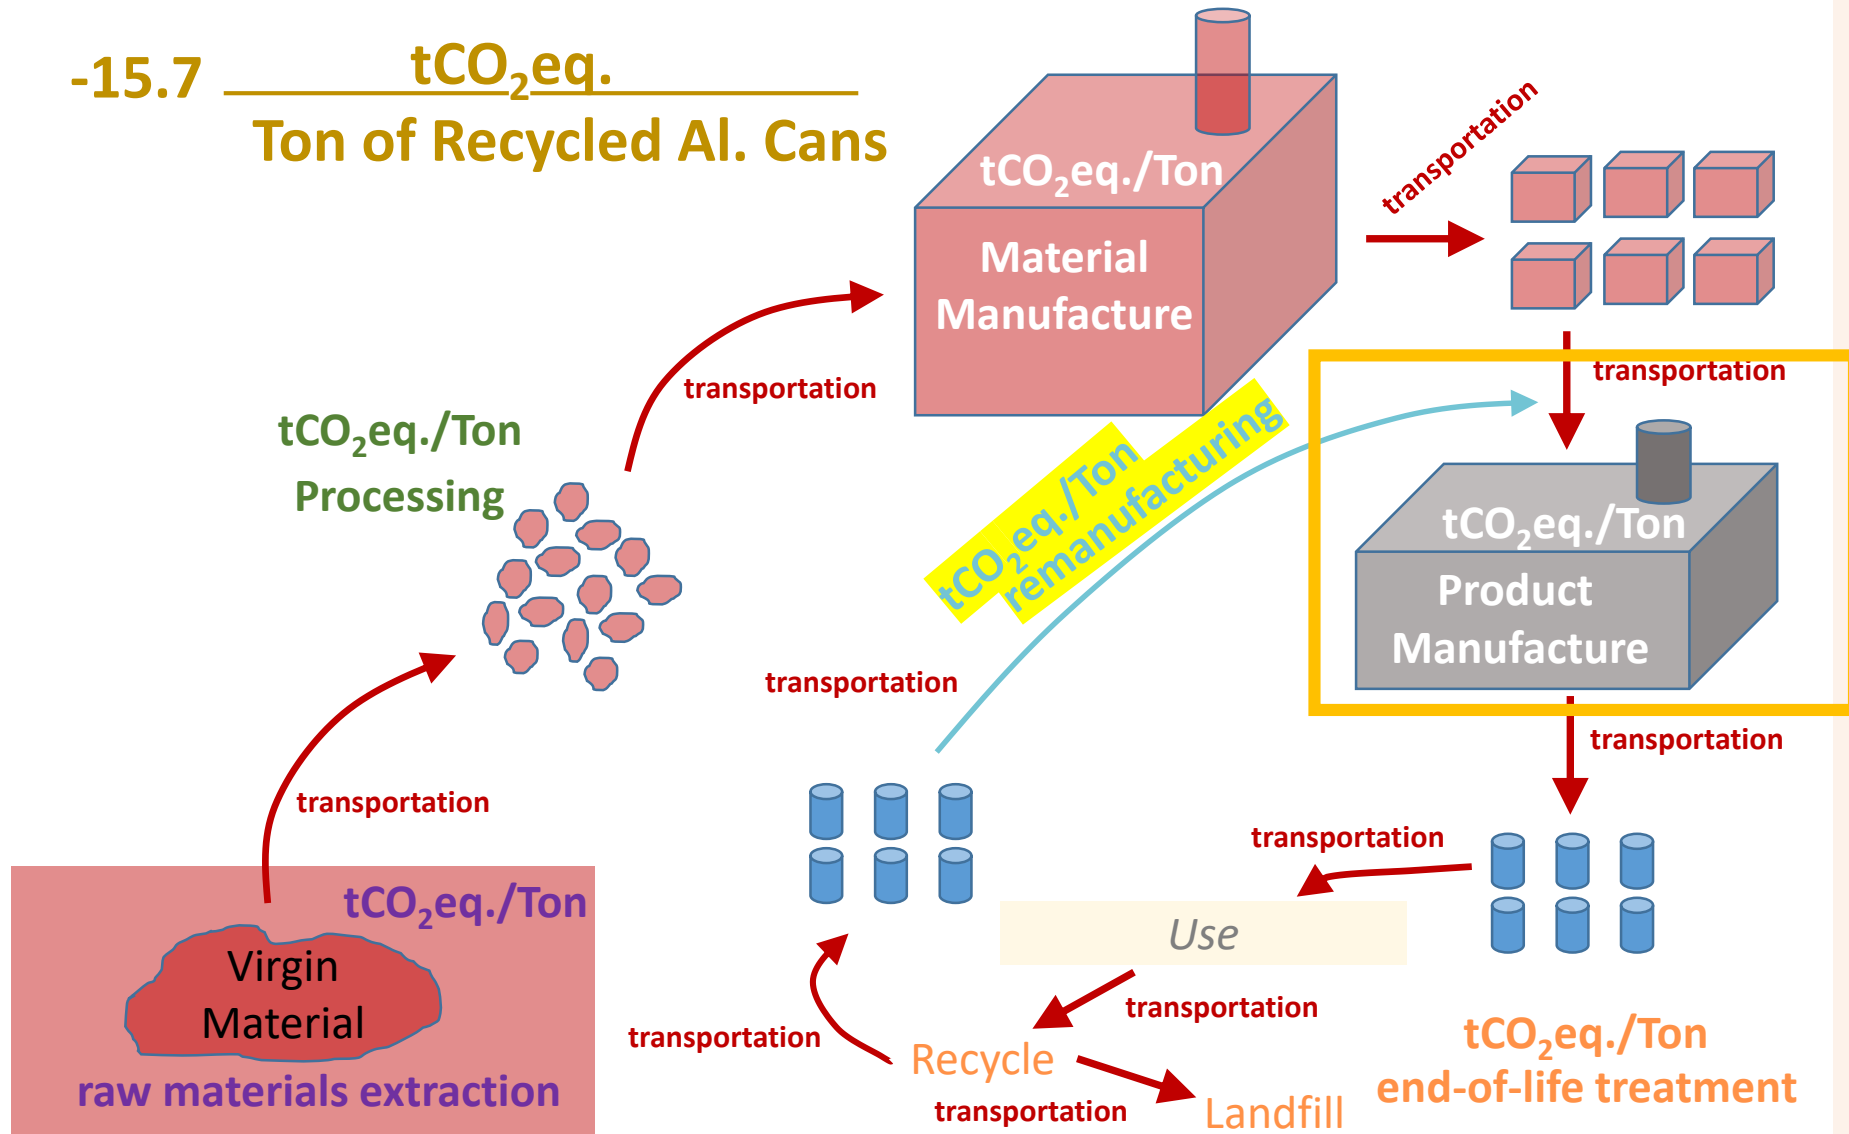 -15.7
tCO₂eq.
Ton of Recycled Al. Cans
tCO₂eq./Ton
Material
Manufacture
transportation
transportation
transportation
tCO₂eq./Ton
Processing
tCO₂eq./Ton
remanufacturing
tCO₂eq./Ton
Product
Manufacture
transportation
transportation
transportation
transportation
tCO₂eq./Ton
Virgin
Material
raw materials extraction
Use
transportation
transportation
Recycle
transportation
Landfill
tCO₂eq./Ton
end-of-life treatment